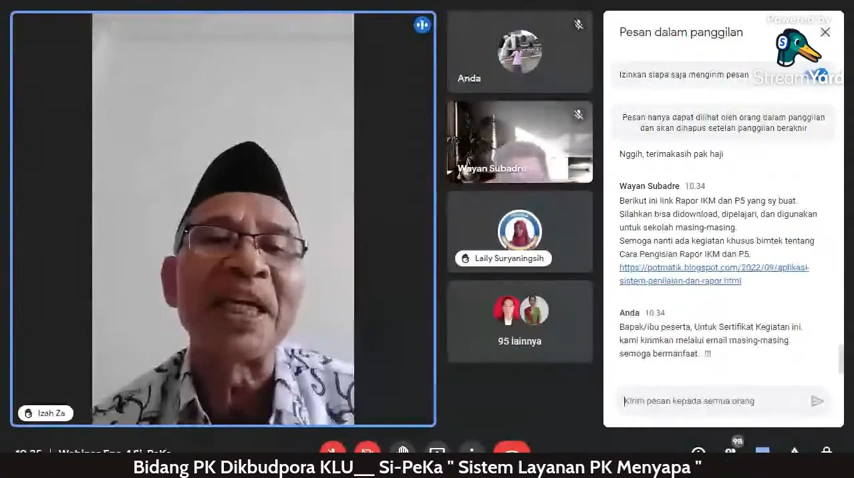 Izah Za
Anda
Wayan Subadre
Laily Suryaningsih
95 lainnya
Pesan dalam panggilan
Powered by
StreamYard
Izinkan siapa saja mengirim pesan
Pesan hanya dapat dilihat oleh orang dalam panggilan
dan akan dihapus setelah panggilan berakhir
Nggih, terimakasih pak haji
Wayan Subadre 10.34
Berikut ini link Rapor IKM dan P5 yang sy buat.
Silahkan bisa didownload, dipelajari, dan digunakan
untuk sekolah masing-masing.
Semoga nanti ada kegiatan khusus bimtek tentang
Cara Pengisian Rapor IKM dan P5.
https://potmatik.blogspot.com/2022/09/aplikasi-
sistem-penilaian-dan-rapor.html
Anda 10.34
Bapak/ibu peserta, Untuk Sertifikat Kegiatan ini,
kami kirimkan melalui email masing-masing
semoga bermanfaat. !!!
Kirim pesan kepada semua orang
98
Bidang PK Dikbudpora KLU__ Si-PeKa " Sistem Layanan PK Menyapa "